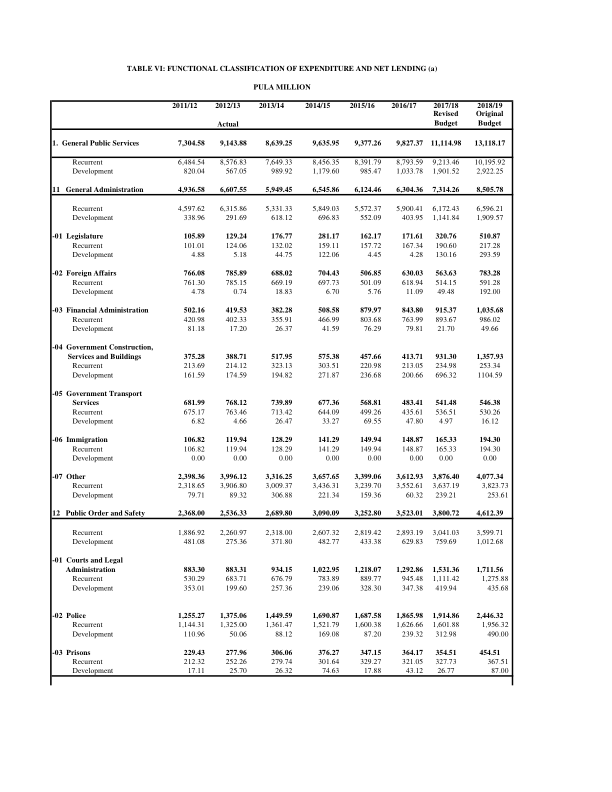 TABLE VI: FUNCTIONAL CLASSIFICATION OF EXPENDITURE AND NET LENDING (a)
PULA MILLION
2011/12 2012/13 2013/14 2014/15 2015/16 2016/17 2017/18 2018/19
Revised Original
Actual Budget Budget
1. General Public Services 7,304.58 9,143.88 8,639.25 9,635.95 9,377.26 9,827.37 11,114.98 13,118.17
Recurrent 6,484.54 8,576.83 7,649.33 8,456.35 8,391.79 8,793.59 9,213.46 10,195.92
Development 820.04 567.05 989.92 1,179.60 985.47 1,033.78 1,901.52 2,922.25
11 General Administration 4,936.58 6,607.55 5,949.45 6,545.86 6,124.46 6,304.36 7,314.26 8,505.78
Recurrent 4,597.62 6,315.86 5,331.33 5,849.03 5,572.37 5,900.41 6,172.43 6,596.21
Development 338.96 291.69 618.12 696.83 552.09 403.95 1,141.84 1,909.57
-01 Legislature 105.89 129.24 176.77 281.17 162.17 171.61 320.76 510.87
Recurrent 101.01 124.06 132.02 159.11 157.72 167.34 190.60 217.28
Development 4.88 5.18 44.75 122.06 4.45 4.28 130.16 293.59
-02 Foreign Affairs 766.08 785.89 688.02 704.43 506.85 630.03 563.63 783.28
Recurrent 761.30 785.15 669.19 697.73 501.09 618.94 514.15 591.28
Development 4.78 0.74 18.83 6.70 5.76 11.09 49.48 192.00
-03 Financial Administration 502.16 419.53 382.28 508.58 879.97 843.80 915.37 1,035.68
Recurrent 420.98 402.33 355.91 466.99 803.68 763.99 893.67 986.02
Development 81.18 17.20 26.37 41.59 76.29 79.81 21.70 49.66
-04 Government Construction,
Services and Buildings 375.28 388.71 517.95 575.38 457.66 413.71 931.30 1,357.93
Recurrent 213.69 214.12 323.13 303.51 220.98 213.05 234.98 253.34
Development 161.59 174.59 194.82 271.87 236.68 200.66 696.32 1104.59
-05 Government Transport
Services 681.99 768.12 739.89 677.36 568.81 483.41 541.48 546.38
Recurrent 675.17 763.46 713.42 644.09 499.26 435.61 536.51 530.26
Development 6.82 4.66 26.47 33.27 69.55 47.80 4.97 16.12
-06 Immigration 106.82 119.94 128.29 141.29 149.94 148.87 165.33 194.30
Recurrent 106.82 119.94 128.29 141.29 149.94 148.87 165.33 194.30
Development 0.00 0.00 0.00 0.00 0.00 0.00 0.00 0.00
-07 Other 2,398.36 3,996.12 3,316.25 3,657.65 3,399.06 3,612.93 3,876.40 4,077.34
Recurrent 2,318.65 3,906.80 3,009.37 3,436.31 3,239.70 3,552.61 3,637.19 3,823.73
Development 79.71 89.32 306.88 221.34 159.36 60.32 239.21 253.61
12 Public Order and Safety 2,368.00 2,536.33 2,689.80 3,090.09 3,252.80 3,523.01 3,800.72 4,612.39
Recurrent 1,886.92 2,260.97 2,318.00 2,607.32 2,819.42 2,893.19 3,041.03 3,599.71
Development 481.08 275.36 371.80 482.77 433.38 629.83 759.69 1,012.68
-01 Courts and Legal
Administration 883.30 883.31 934.15 1,022.95 1,218.07 1,292.86 1,531.36 1,711.56
Recurrent 530.29 683.71 676.79 783.89 889.77 945.48 1,111.42 1,275.88
Development 353.01 199.60 257.36 239.06 328.30 347.38 419.94 435.68
-02 Police 1,255.27 1,375.06 1,449.59 1,690.87 1,687.58 1,865.98 1,914.86 2,446.32
Recurrent 1,144.31 1,325.00 1,361.47 1,521.79 1,600.38 1,626.66 1,601.88 1,956.32
Development 110.96 50.06 88.12 169.08 87.20 239.32 312.98 490.00
-03 Prisons 229.43 277.96 306.06 376.27 347.15 364.17 354.51 454.51
Recurrent 212.32 252.26 279.74 301.64 329.27 321.05 327.73 367.51
Development 17.11 25.70 26.32 74.63 17.88 43.12 26.77 87.00